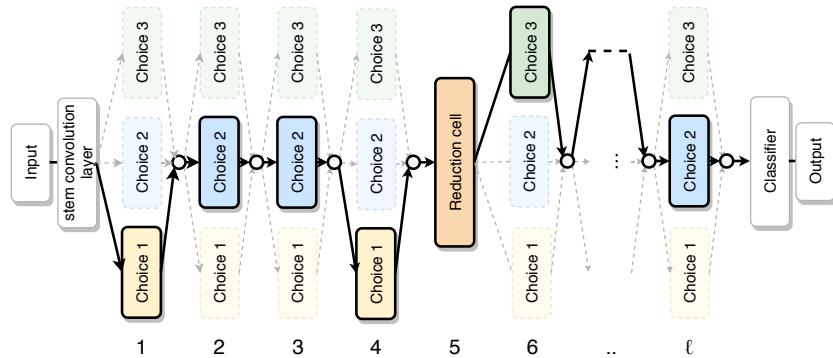 Input
stem convolution
layer
Choice 3
Choice 2
Choice 1
Choice 3
Choice 2
Choice 1
Choice 3
Choice 2
Choice 1
Choice 3
Choice 2
Choice 1
Reduction cell
Choice 3
Choice 2
Choice 1
...
Choice 3
Choice 2
Choice 1
Classifier
Output
1 2 3 4 5 6 .. ℓ